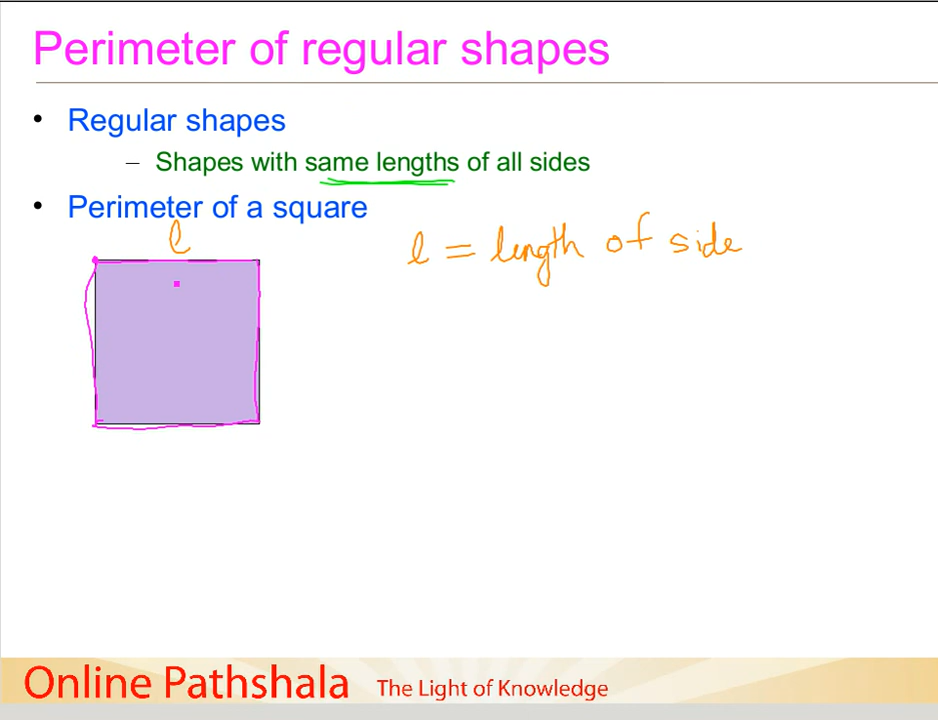 Perimeter of regular shapes
• Regular shapes
– Shapes with same lengths of all sides
• Perimeter of a square
l
l = length of side
Online Pathshala The Light of Knowledge